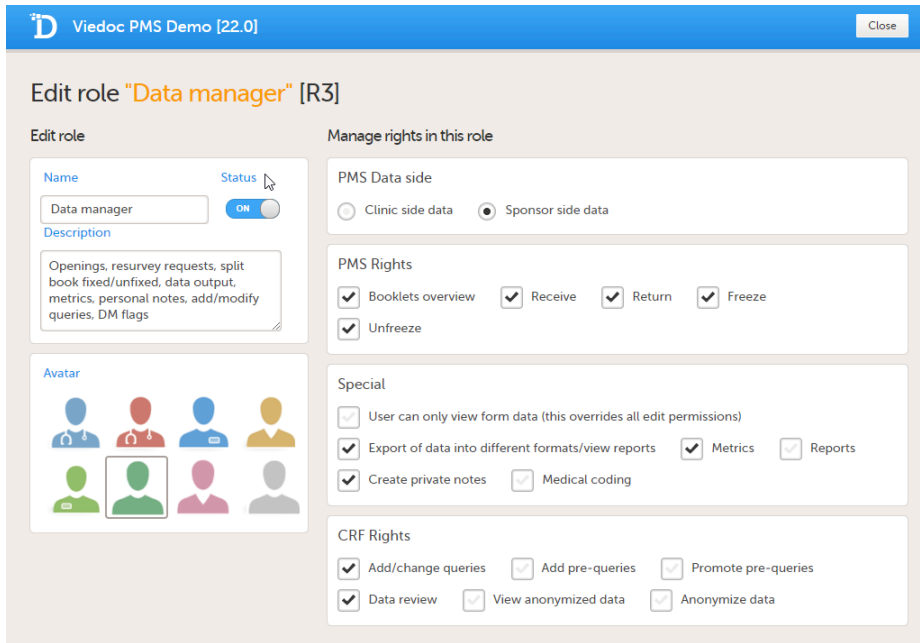 Viedoc PMS Demo [22.0]
Close
Edit role "Data manager" [R3]
Edit role
Name
Status
Data manager
ON
Description
Openings, resurvey requests, split
book fixed/unfixed, data output,
metrics, personal notes, add/modify
queries, DM flags
Avatar
Manage rights in this role
PMS Data side
Clinic side data
Sponsor side data
PMS Rights
Booklets overview
Receive
Return
Freeze
Unfreeze
Special
User can only view form data (this overrides all edit permissions)
Export of data into different formats/view reports
Metrics
Reports
Create private notes
Medical coding
CRF Rights
Add/change queries
Add pre-queries
Promote pre-queries
Data review
View anonymized data
Anonymize data